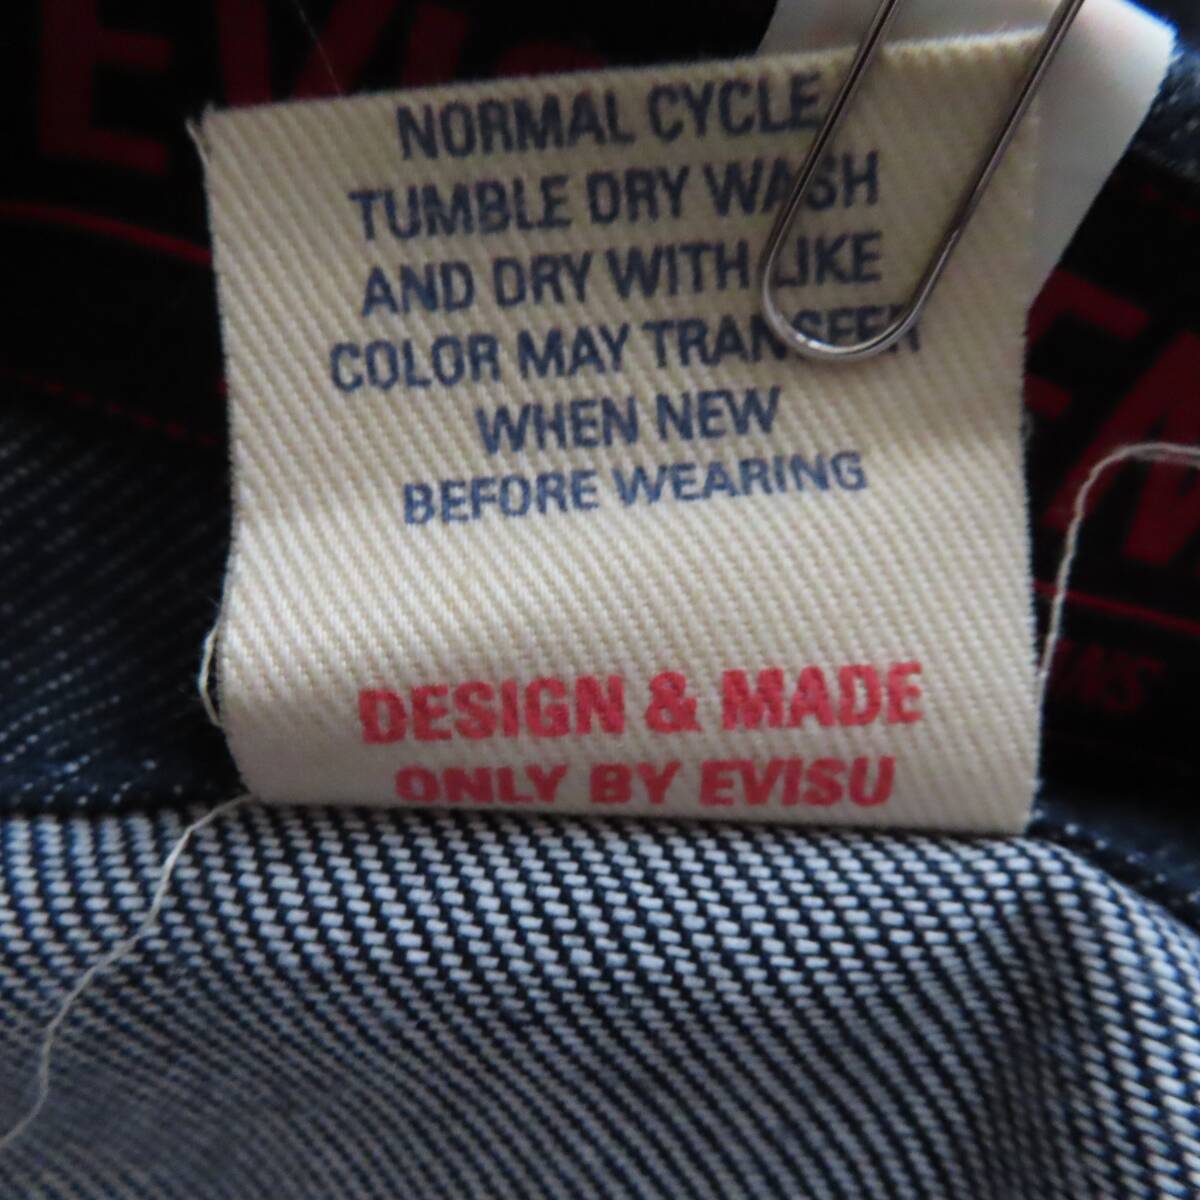 EVIS
NORMAL CYCLE
TUMBLE DRY WASH
AND DRY WITH LIKE
COLOR MAY TRANSFER
WHEN NEW
BEFORE WEARING
DESIGN & MADE
ONLY BY EVISU